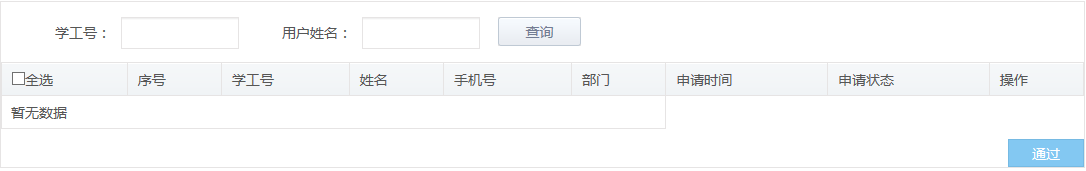 学工号： 用户姓名： 查询
全选 序号 学工号 姓名 手机号 部门 申请时间 申请状态 操作
暂无数据
通过